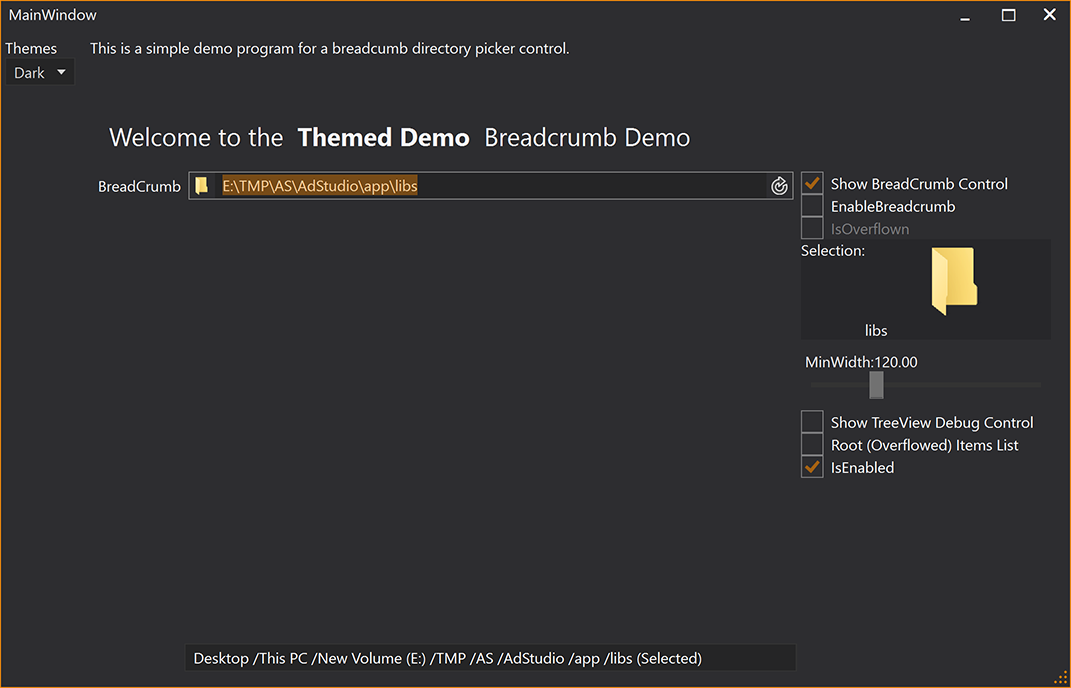 MainWindow
Themes
This is a simple demo program for a breadcumb directory picker control.
Dark
Welcome to the Themed Demo Breadcrumb Demo
BreadCrumb
E:\TMP\AS\AdStudio\app\libs
Show BreadCrumb Control
EnableBreadcrumb
IsOverflown
Selection:
libs
MinWidth:120.00
Show TreeView Debug Control
Root (Overflowed) Items List
IsEnabled
Desktop /This PC /New Volume (E:) /TMP /AS /AdStudio /app /libs (Selected)